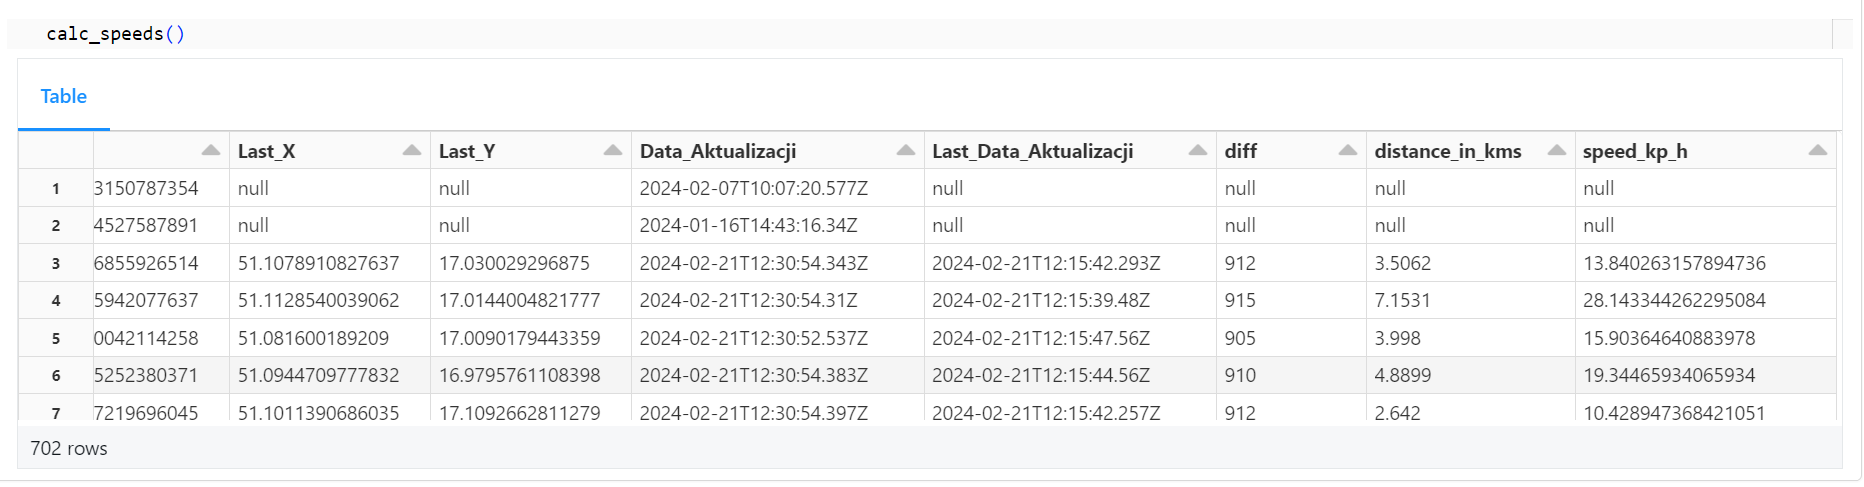 calc_speeds()
Table
Last_X Last_Y Data_Aktualizacji Last_Data_Aktualizacji diff distance_in_kms speed_kp_h
1 3150787354 null null 2024-02-07T10:07:20.577Z null null null null
2 4527587891 null null 2024-01-16T14:43:16.34Z null null null null
3 6855926514 51.1078910827637 17.030029296875 2024-02-21T12:30:54.343Z 2024-02-21T12:15:42.293Z 912 3.5062 13.840263157894736
4 5942077637 51.1128540039062 17.0144004821777 2024-02-21T12:30:54.31Z 2024-02-21T12:15:39.48Z 915 7.1531 28.143344262295084
5 0042114258 51.081600189209 17.0090179443359 2024-02-21T12:30:52.537Z 2024-02-21T12:15:47.56Z 905 3.998 15.90364640883978
6 5252380371 51.0944709777832 16.9795761108398 2024-02-21T12:30:54.383Z 2024-02-21T12:15:44.56Z 910 4.8899 19.34465934065934
7 7219696045 51.1011390686035 17.1092662811279 2024-02-21T12:30:54.397Z 2024-02-21T12:15:42.257Z 912 2.642 10.428947368421051
702 rows